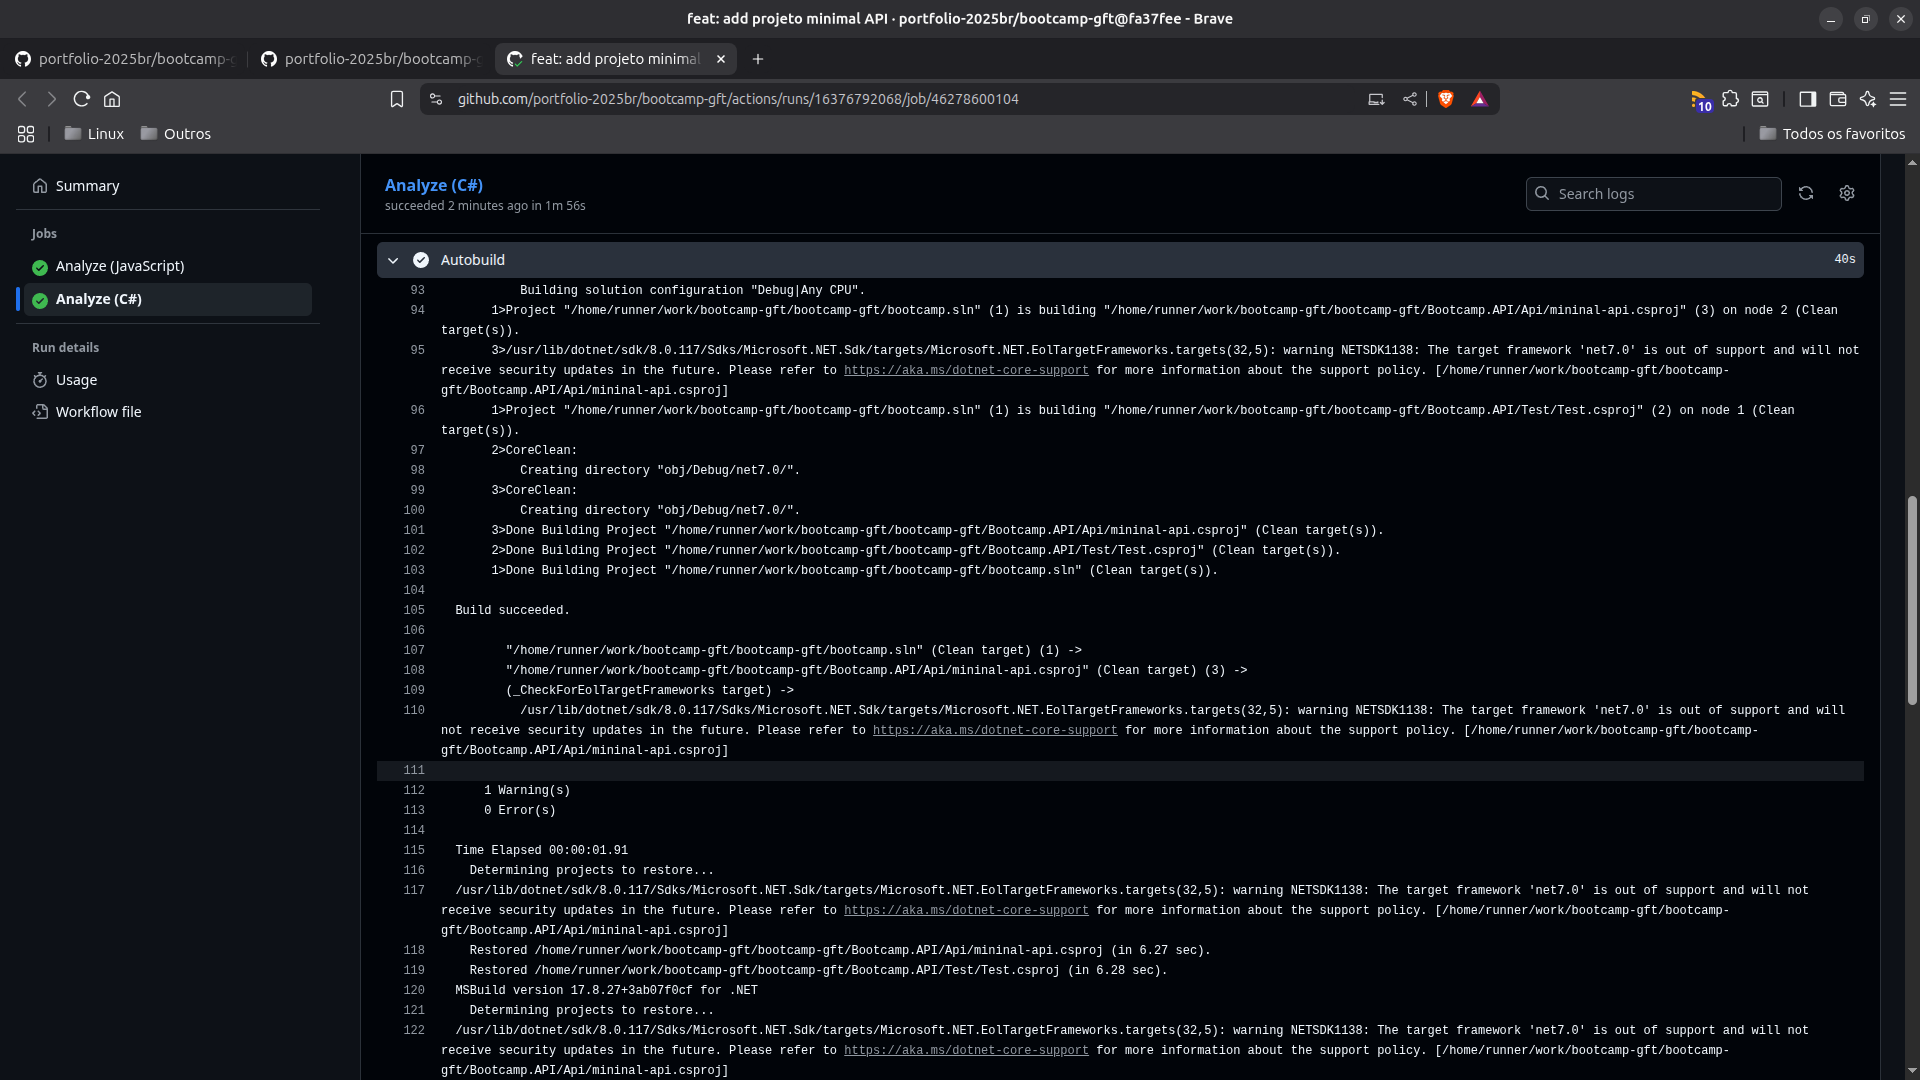 feat: add projeto minimal API · portfolio-2025br/bootcamp-gft@fa37fee - Brave
portfolio-2025br/bootcamp-g
portfolio-2025br/bootcamp-g
feat: add projeto minimal
github.com/portfolio-2025br/bootcamp-gft/actions/runs/16376792068/job/46278600104
10
Linux
Outros
Todos os favoritos
Summary
Jobs
Analyze (JavaScript)
Analyze (C#)
Run details
Usage
Workflow file
Analyze (C#)
succeeded 2 minutes ago in 1m 56s
Search logs
Autobuild
40s
93 Building solution configuration "Debug|Any CPU".
94 1>Project "/home/runner/work/bootcamp-gft/bootcamp-gft/bootcamp.sln" (1) is building "/home/runner/work/bootcamp-gft/bootcamp-gft/Bootcamp.API/Api/mininal-api.csproj" (3) on node 2 (Clean
target(s)).
95 3>/usr/lib/dotnet/sdk/8.0.117/Sdks/Microsoft.NET.Sdk/targets/Microsoft.NET.EolTargetFrameworks.targets(32,5): warning NETSDK1138: The target framework 'net7.0' is out of support and will not
receive security updates in the future. Please refer to https://aka.ms/dotnet-core-support for more information about the support policy. [/home/runner/work/bootcamp-gft/bootcamp-
gft/Bootcamp.API/Api/mininal-api.csproj]
96 1>Project "/home/runner/work/bootcamp-gft/bootcamp-gft/bootcamp.sln" (1) is building "/home/runner/work/bootcamp-gft/bootcamp-gft/Bootcamp.API/Test/Test.csproj" (2) on node 1 (Clean
target(s)).
97 2>CoreClean:
98 Creating directory "obj/Debug/net7.0/".
99 3>CoreClean:
100 Creating directory "obj/Debug/net7.0/".
101 3>Done Building Project "/home/runner/work/bootcamp-gft/bootcamp-gft/Bootcamp.API/Api/mininal-api.csproj" (Clean target(s)).
102 2>Done Building Project "/home/runner/work/bootcamp-gft/bootcamp-gft/Bootcamp.API/Test/Test.csproj" (Clean target(s)).
103 1>Done Building Project "/home/runner/work/bootcamp-gft/bootcamp-gft/bootcamp.sln" (Clean target(s)).
104
105 Build succeeded.
106
107 "/home/runner/work/bootcamp-gft/bootcamp-gft/bootcamp.sln" (Clean target) (1) ->
108 "/home/runner/work/bootcamp-gft/bootcamp-gft/Bootcamp.API/Api/mininal-api.csproj" (Clean target) (3) ->
109 (_CheckForEolTargetFrameworks target) ->
110 /usr/lib/dotnet/sdk/8.0.117/Sdks/Microsoft.NET.Sdk/targets/Microsoft.NET.EolTargetFrameworks.targets(32,5): warning NETSDK1138: The target framework 'net7.0' is out of support and will
not receive security updates in the future. Please refer to https://aka.ms/dotnet-core-support for more information about the support policy. [/home/runner/work/bootcamp-gft/bootcamp-
gft/Bootcamp.API/Api/mininal-api.csproj]
111
112 1 Warning(s)
113 0 Error(s)
114
115 Time Elapsed 00:00:01.91
116 Determining projects to restore...
117 /usr/lib/dotnet/sdk/8.0.117/Sdks/Microsoft.NET.Sdk/targets/Microsoft.NET.EolTargetFrameworks.targets(32,5): warning NETSDK1138: The target framework 'net7.0' is out of support and will not
receive security updates in the future. Please refer to https://aka.ms/dotnet-core-support for more information about the support policy. [/home/runner/work/bootcamp-gft/bootcamp-
gft/Bootcamp.API/Api/mininal-api.csproj]
118 Restored /home/runner/work/bootcamp-gft/bootcamp-gft/Bootcamp.API/Api/mininal-api.csproj (in 6.27 sec).
119 Restored /home/runner/work/bootcamp-gft/bootcamp-gft/Bootcamp.API/Test/Test.csproj (in 6.28 sec).
120 MSBuild version 17.8.27+3ab07f0cf for .NET
121 Determining projects to restore...
122 /usr/lib/dotnet/sdk/8.0.117/Sdks/Microsoft.NET.Sdk/targets/Microsoft.NET.EolTargetFrameworks.targets(32,5): warning NETSDK1138: The target framework 'net7.0' is out of support and will not
receive security updates in the future. Please refer to https://aka.ms/dotnet-core-support for more information about the support policy. [/home/runner/work/bootcamp-gft/bootcamp-
gft/Bootcamp.API/Api/mininal-api.csproj]